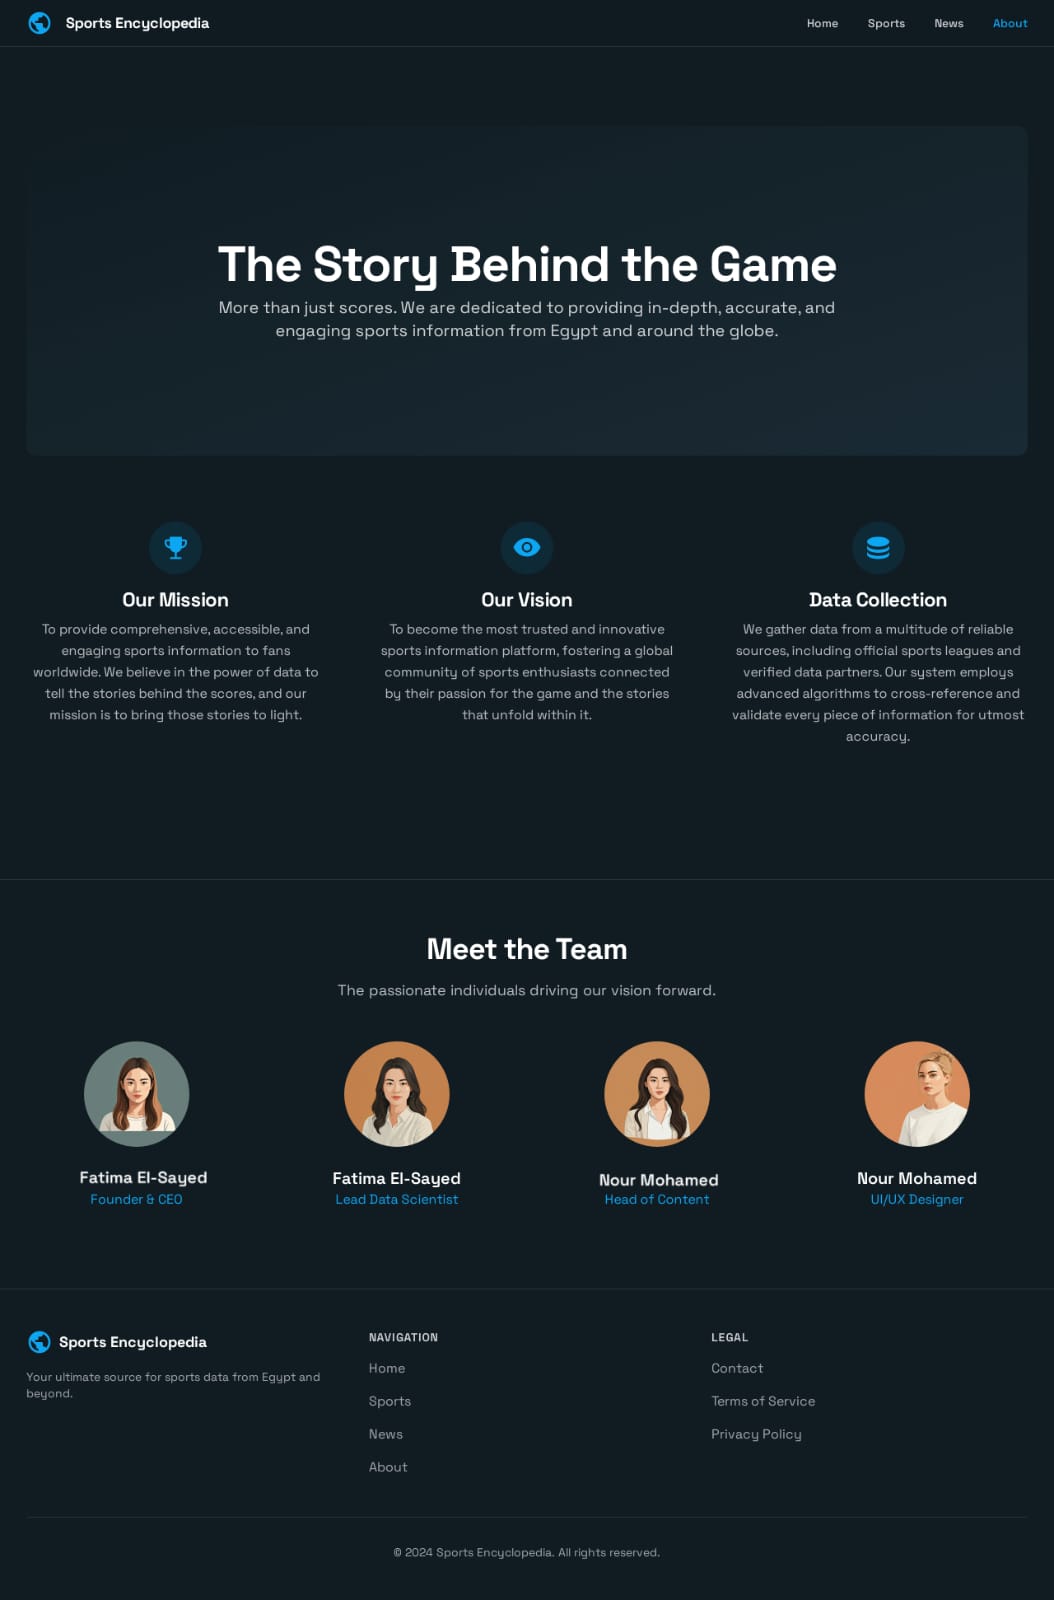 Sports Encyclopedia
Home
Sports
News
About
The Story Behind the Game
More than just scores. We are dedicated to providing in-depth, accurate, and
engaging sports information from Egypt and around the globe.
Our Mission
To provide comprehensive, accessible, and
engaging sports information to fans
worldwide. We believe in the power of data to
tell the stories behind the scores, and our
mission is to bring those stories to light.
Our Vision
To become the most trusted and innovative
sports information platform, fostering a global
community of sports enthusiasts connected
by their passion for the game and the stories
that unfold within it.
Data Collection
We gather data from a multitude of reliable
sources, including official sports leagues and
verified data partners. Our system employs
advanced algorithms to cross-reference and
validate every piece of information for utmost
accuracy.
Meet the Team
The passionate individuals driving our vision forward.
Fatima El-Sayed
Founder & CEO
Fatima El-Sayed
Lead Data Scientist
Nour Mohamed
Head of Content
Nour Mohamed
UI/UX Designer
Sports Encyclopedia
Your ultimate source for sports data from Egypt and
beyond.
NAVIGATION
Home
Sports
News
About
LEGAL
Contact
Terms of Service
Privacy Policy
© 2024 Sports Encyclopedia. All rights reserved.